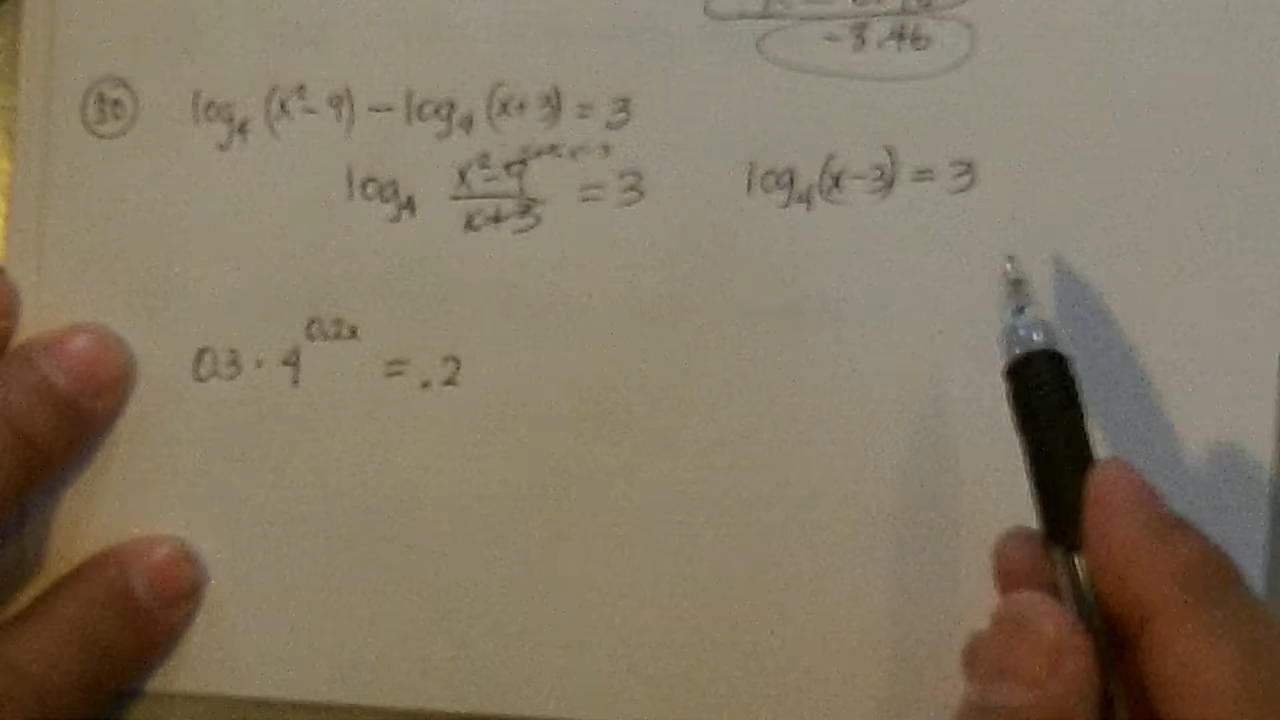 -8.46
30 log₄ (x² - 9) - log₄ (x+3) = 3
log₄ (x² - 9)/(x+3) = 3 log₄(x-3) = 3
0.3 · 4^0.2x = .2